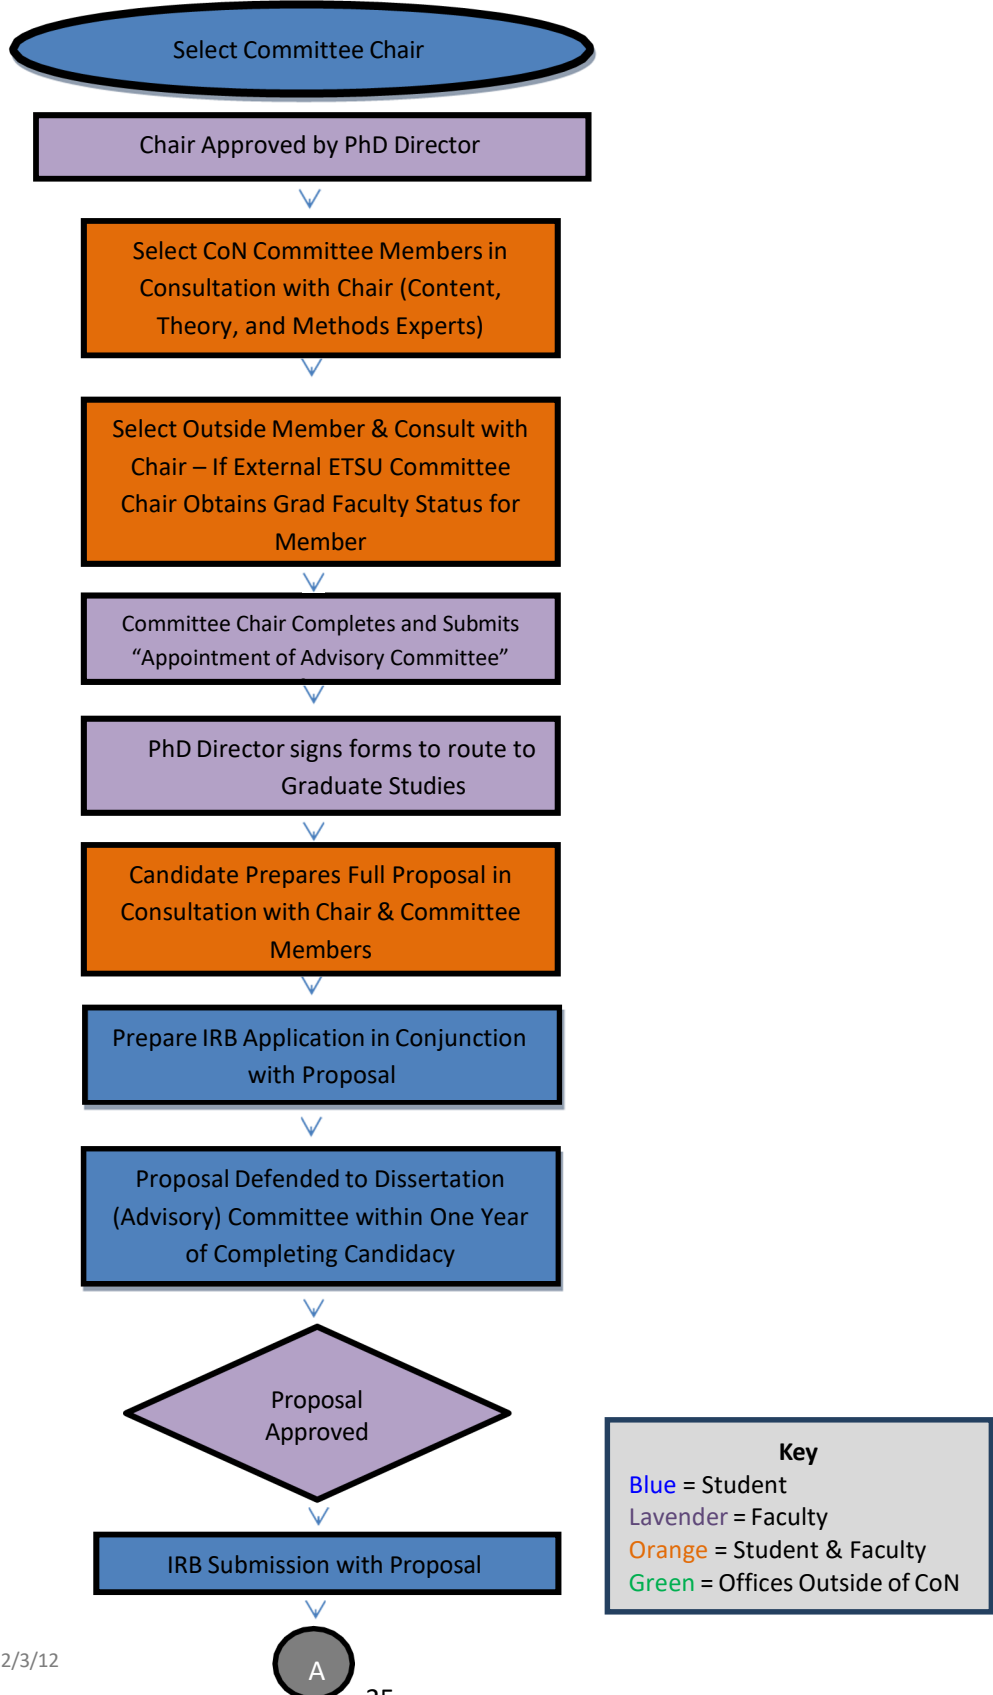 Select Committee Chair
Chair Approved by PhD Director
Select CoN Committee Members in
Consultation with Chair (Content,
Theory, and Methods Experts)
Select Outside Member & Consult with
Chair – If External ETSU Committee
Chair Obtains Grad Faculty Status for
Member
Committee Chair Completes and Submits
“Appointment of Advisory Committee”
PhD Director signs forms to route to
Graduate Studies
Candidate Prepares Full Proposal in
Consultation with Chair & Committee
Members
Prepare IRB Application in Conjunction
with Proposal
Proposal Defended to Dissertation
(Advisory) Committee within One Year
of Completing Candidacy
Proposal
Approved
Key
Blue = Student
Lavender = Faculty
Orange = Student & Faculty
Green = Offices Outside of CoN
IRB Submission with Proposal
2/3/12
A